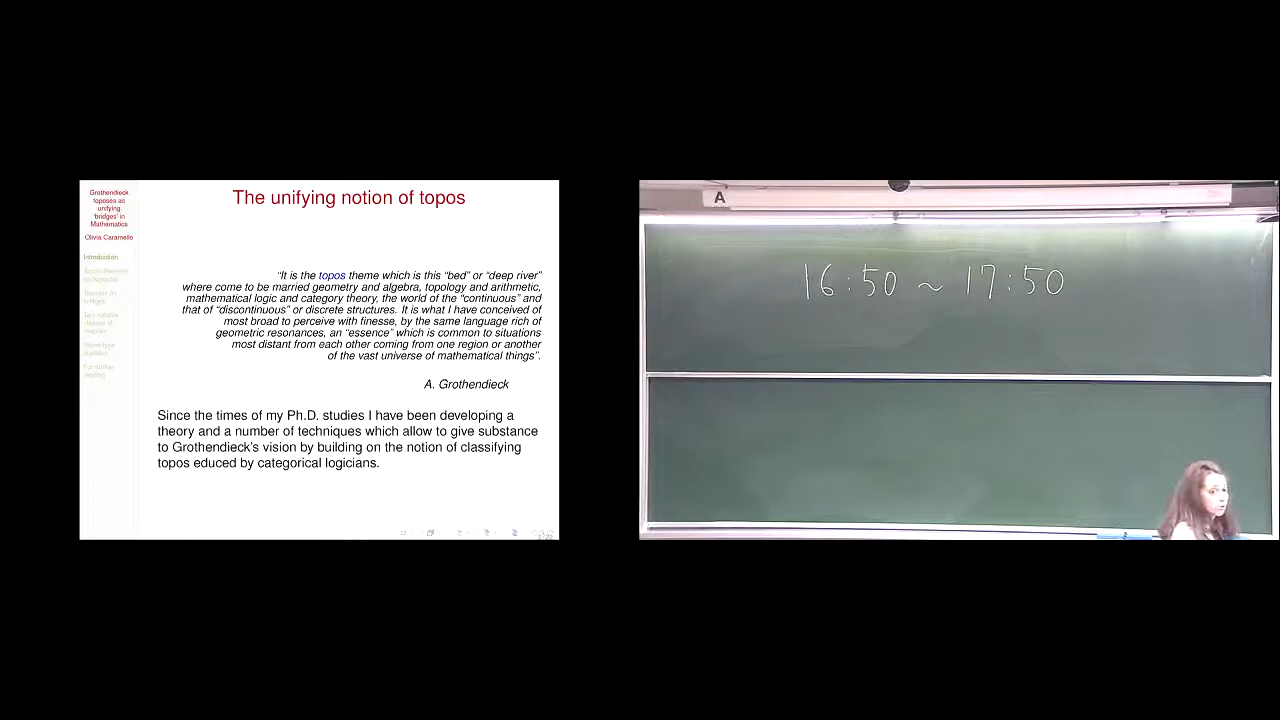 Grothendieck
toposes as
unifying
'bridges' in
Mathematics
Olivia Caramello
Introduction
The unifying notion of topos
“It is the topos theme which is this “bed” or “deep river”
where come to be married geometry and algebra, topology and arithmetic,
mathematical logic and category theory, the world of the “continuous” and
that of “discontinuous” or discrete structures. It is what I have conceived of
most broad to perceive with finesse, by the same language rich of
geometric resonances, an “essence” which is common to situations
most distant from each other coming from one region or another
of the vast universe of mathematical things”.
A. Grothendieck
Since the times of my Ph.D. studies I have been developing a
theory and a number of techniques which allow to give substance
to Grothendieck's vision by building on the notion of classifying
topos educed by categorical logicians.
A
16:50 ~ 17:50